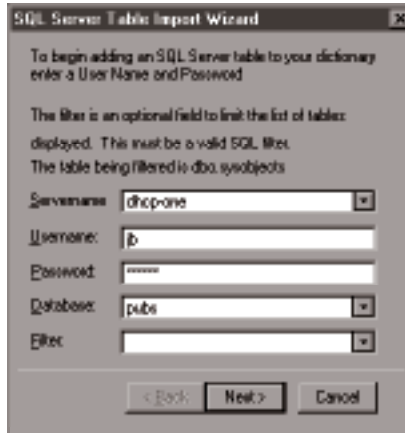 SQL Server Table Import Wizard
To begin adding an SQL Server table to your dictionary
enter a User Name and Password
The filter is an optional field to limit the list of tables
displayed. This must be a valid SQL filter.
The table being filtered is dbo.sysobjects
Servername
dhcp-one
Username:
jb
Password:
Database:
pubs
Filter:
< Back
Next >
Cancel